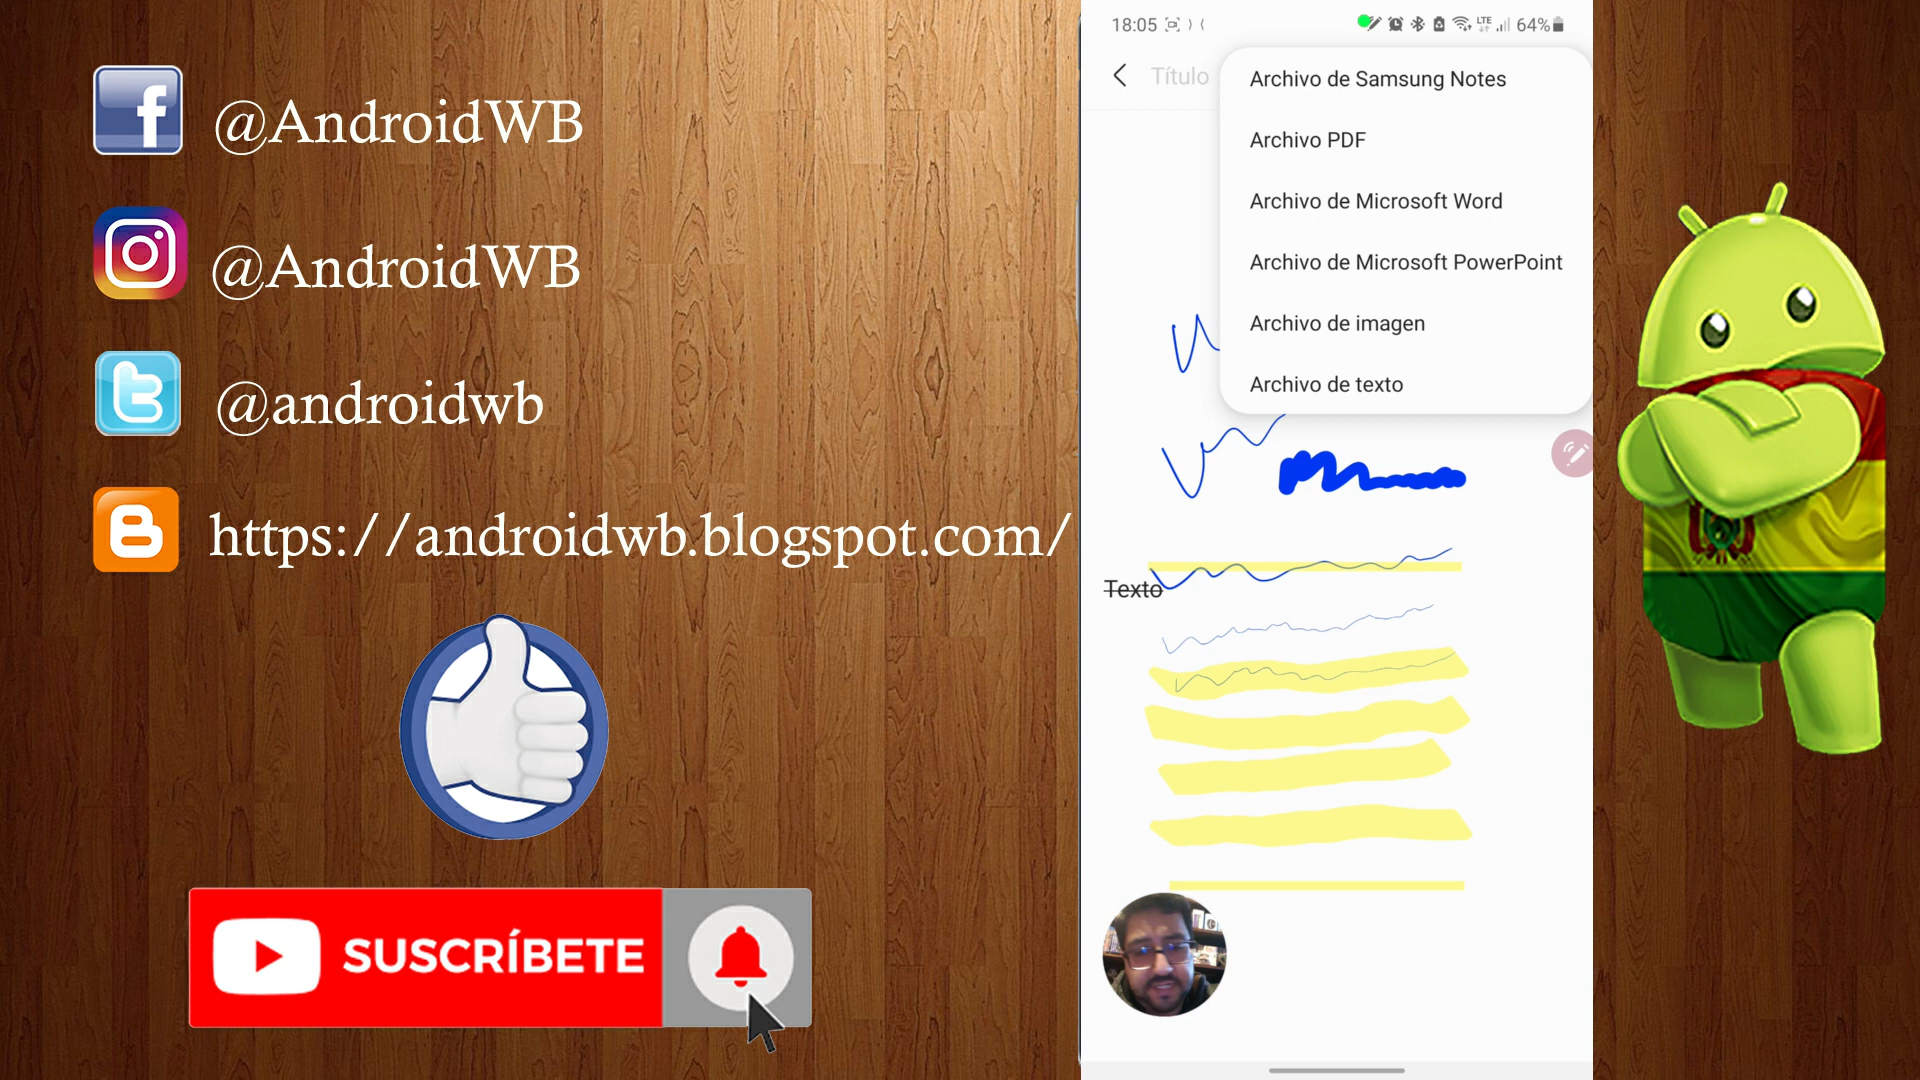 @AndroidWB
@AndroidWB
@androidwb
https://androidwb.blogspot.com/
SUSCRÍBETE
18:05
LTE
64%
Título
Archivo de Samsung Notes
Archivo PDF
Archivo de Microsoft Word
Archivo de Microsoft PowerPoint
Archivo de imagen
Archivo de texto
Texto